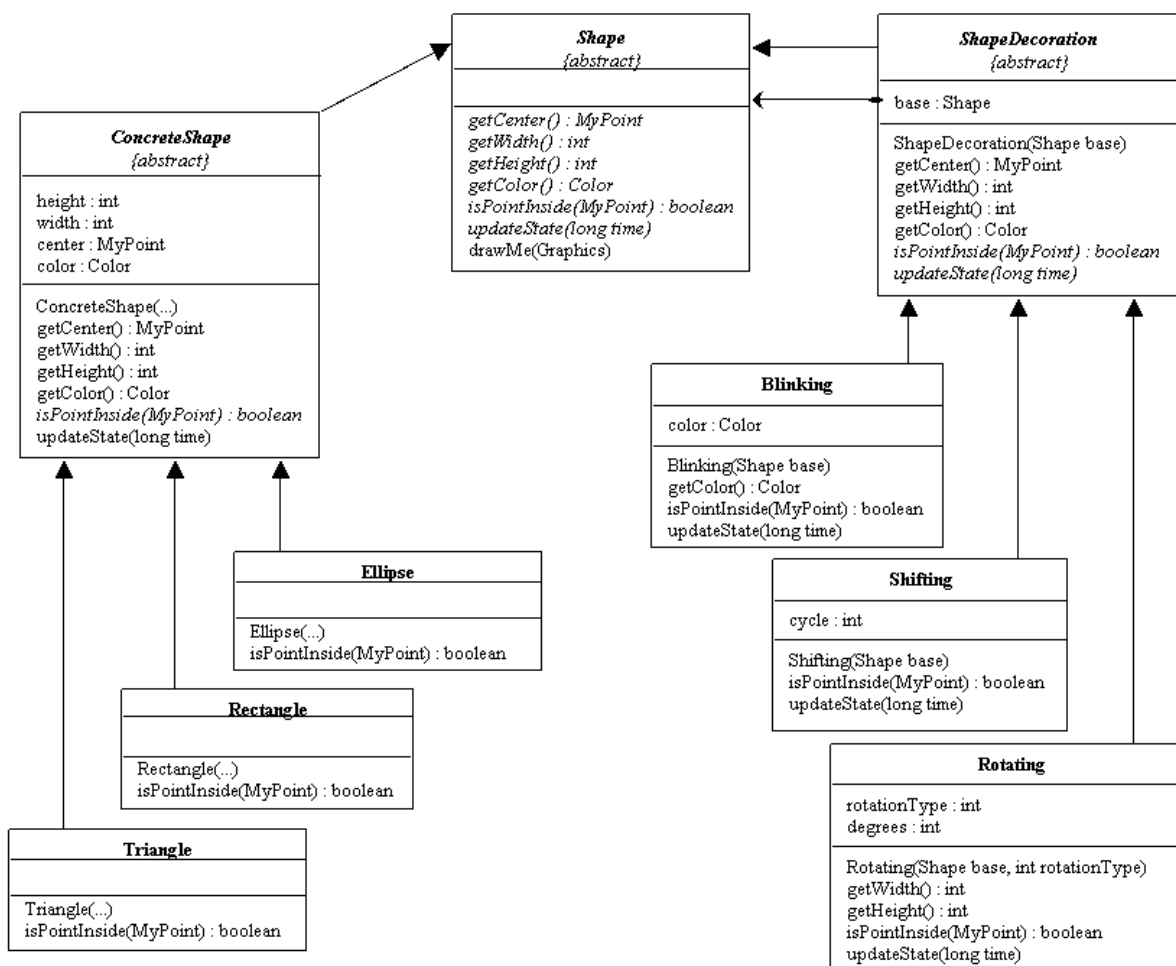 Shape
{abstract}
getCenter() : MyPoint
getWidth() : int
getHeight() : int
getColor() : Color
isPointInside(MyPoint) : boolean
updateState(long time)
drawMe(Graphics)
ShapeDecoration
{abstract}
base : Shape
ShapeDecoration(Shape base)
getCenter() : MyPoint
getWidth() : int
getHeight() : int
getColor() : Color
isPointInside(MyPoint) : boolean
updateState(long time)
ConcreteShape
{abstract}
height : int
width : int
center : MyPoint
color : Color
ConcreteShape(...)
getCenter() : MyPoint
getWidth() : int
getHeight() : int
getColor() : Color
isPointInside(MyPoint) : boolean
updateState(long time)
Blinking
color : Color
Blinking(Shape base)
getColor() : Color
isPointInside(MyPoint) : boolean
updateState(long time)
Ellipse
Ellipse(...)
isPointInside(MyPoint) : boolean
Shifting
cycle : int
Shifting(Shape base)
isPointInside(MyPoint) : boolean
updateState(long time)
Rectangle
Rectangle(...)
isPointInside(MyPoint) : boolean
Rotating
rotationType : int
degrees : int
Rotating(Shape base, int rotationType)
getWidth() : int
getHeight() : int
isPointInside(MyPoint) : boolean
updateState(long time)
Triangle
Triangle(...)
isPointInside(MyPoint) : boolean